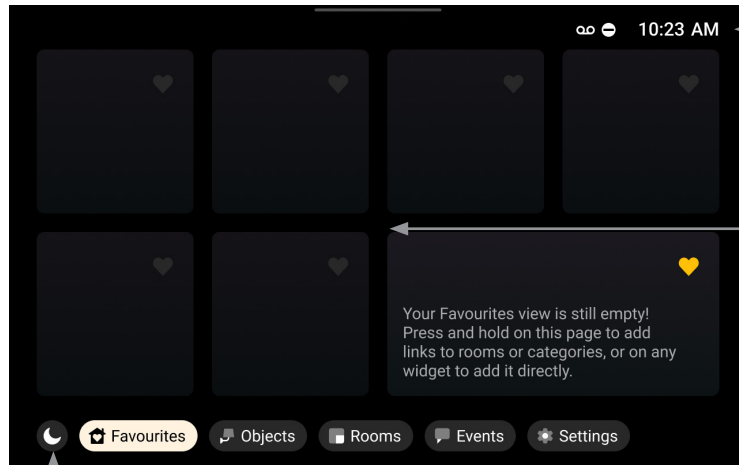 10:23 AM
Your Favourites view is still empty!
Press and hold on this page to add
links to rooms or categories, or on any
widget to add it directly.
Favourites
Objects
Rooms
Events
Settings